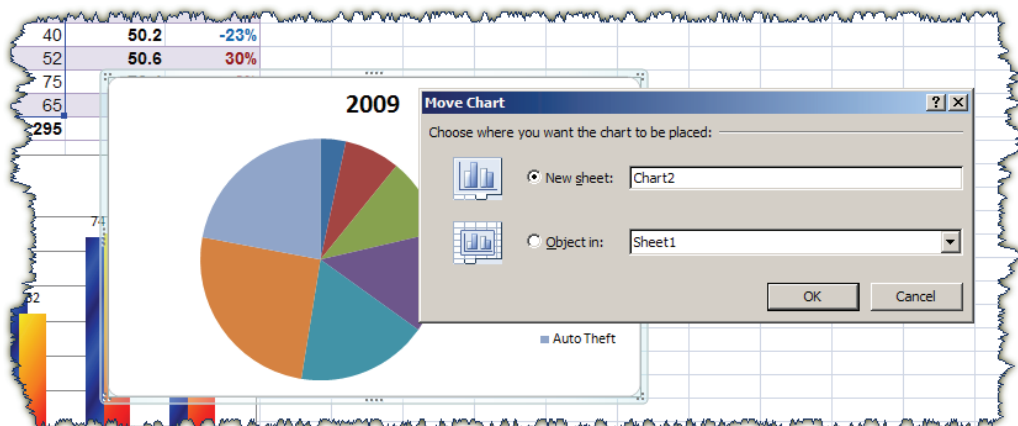 40 50.2 -23%
52 50.6 30%
75
65
295
2009
Move Chart
Choose where you want the chart to be placed:
New sheet: Chart2
Object in: Sheet1
OK Cancel
Auto Theft
74